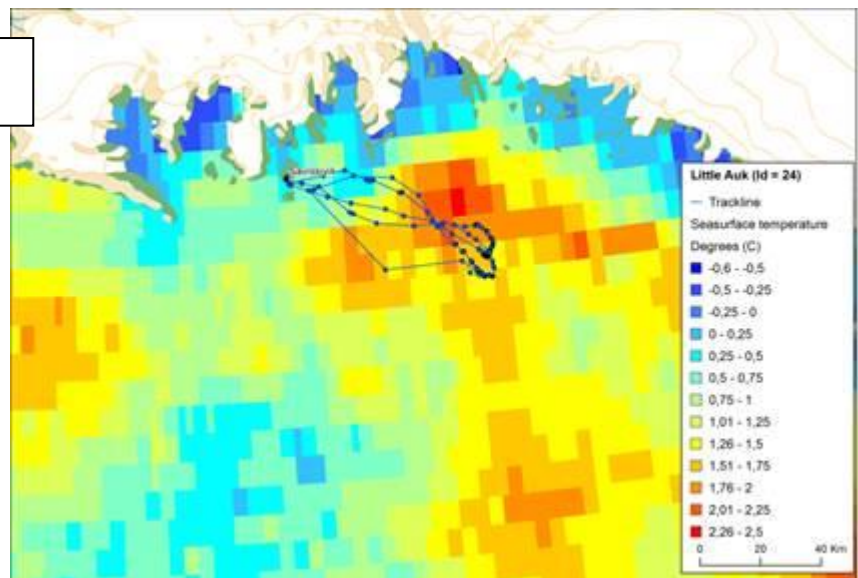 Little Auk (Id = 24)
Trackline
Seasurface temperature
Degrees (C)
-0,6 - -0,5
-0,5 - -0,25
-0,25 - 0
0 - 0,25
0,25 - 0,5
0,5 - 0,75
0,75 - 1
1,01 - 1,25
1,26 - 1,5
1,51 - 1,75
1,76 - 2
2,01 - 2,25
2,26 - 2,5
0 20 40 Km